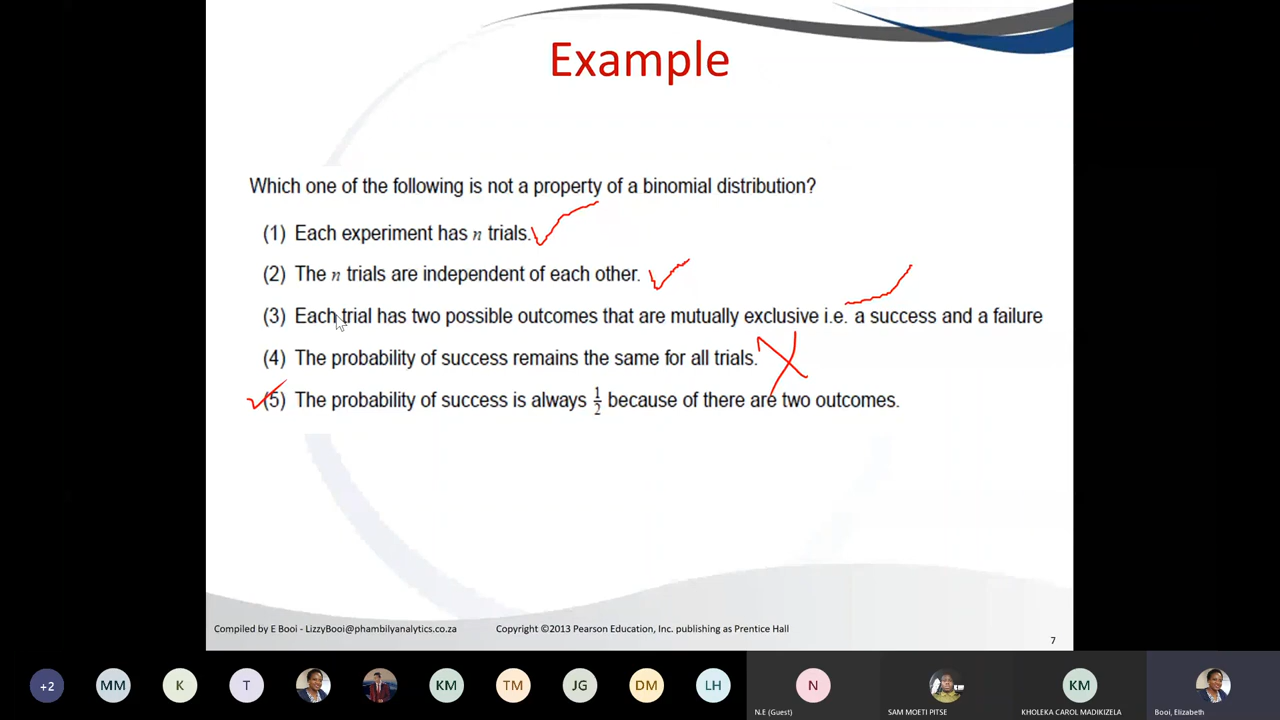 Example
Which one of the following is not a property of a binomial distribution?
(1) Each experiment has n trials.
(2) The n trials are independent of each other.
(3) Each trial has two possible outcomes that are mutually exclusive i.e. a success and a failure
(4) The probability of success remains the same for all trials.
(5) The probability of success is always 1/2 because of there are two outcomes.
Compiled by E Booi - LizzyBooi@phambilyanalytics.co.za Copyright ©2013 Pearson Education, Inc. publishing as Prentice Hall
7
+2 MM K T KM TM JG DM LH N KM
N.E (Guest) SAM MOETI PITSE KHOLEKA CAROL MADIKIZELA Booi, Elizabeth